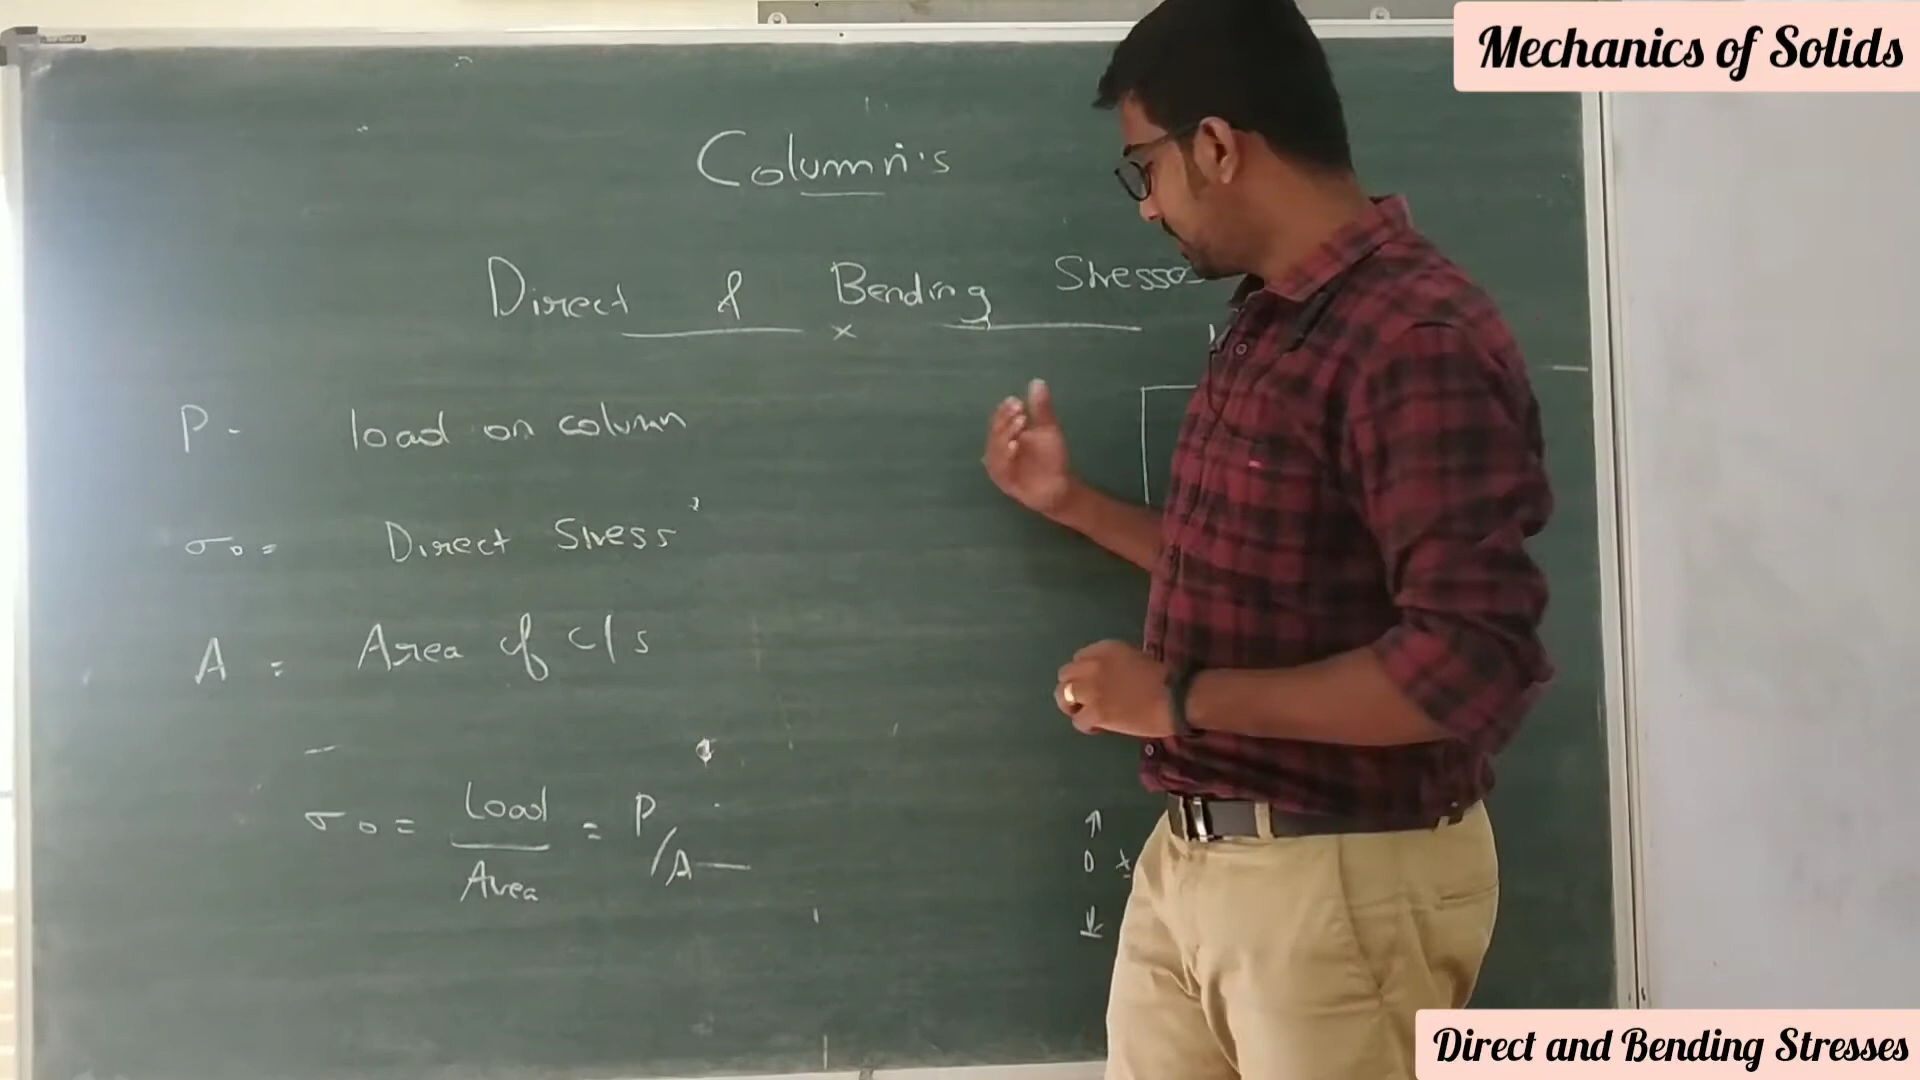 Mechanics of Solids
Column's
Direct & Bending Stresses
P - load on column
σ₀ = Direct Stress
A = Area of c/s
σ₀ = Load / Area = P/A
D
Direct and Bending Stresses